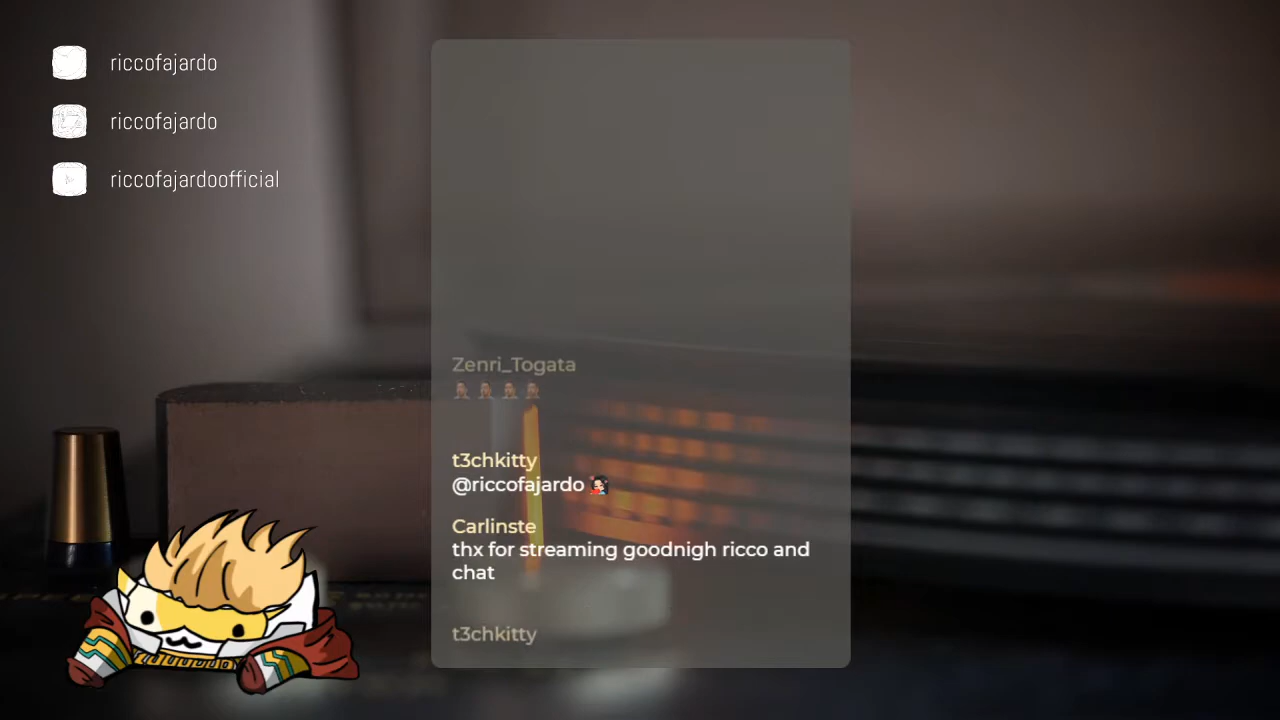 riccofajardo
riccofajardo
riccofajardoofficial
Zenri_Togata
t3chkitty
@riccofajardo
Carlinste
thx for streaming goodnigh ricco and
chat
t3chkitty